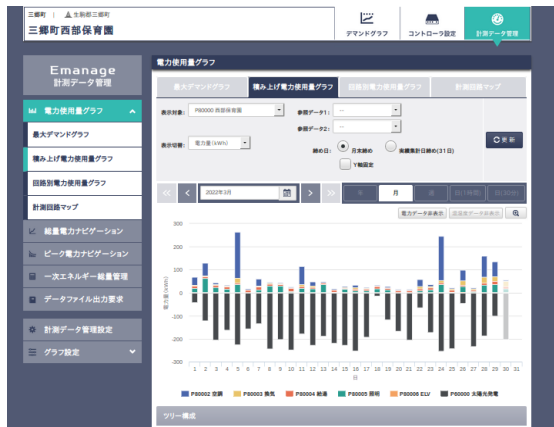 三郷町 | 生駒郡三郷町
三郷町西部保育園
デマンドグラフ
コントローラ設定
計測データ管理
Emanage
計測データ管理
電力使用量グラフ
最大デマンドグラフ
積み上げ電力使用量グラフ
回路別電力使用量グラフ
計測回路マップ
総量電力ナビゲーション
ピーク電力ナビゲーション
一次エネルギー総量管理
データファイル出力要求
計測データ管理設定
グラフ設定
電力使用量グラフ
最大デマンドグラフ 積み上げ電力使用量グラフ 回路別電力使用量グラフ 計測回路マップ
表示対象: P80000 西部保育園 参照データ1: --
参照データ2: --
表示切替: 電力量(kWh) 締め日: 月末締め 実績集計日締め(31日)
Y軸固定
更新
2022年3月
年 月 週 日(1時間) 日(30分)
電力データ非表示 温湿度データ非表示
電力量(kWh)
300
200
100
0
-100
-200
-300
1 2 3 4 5 6 7 8 9 10 11 12 13 14 15 16 17 18 19 20 21 22 23 24 25 26 27 28 29 30 31
日
P80002 空調 P80003 換気 P80004 給湯 P80005 照明 P80006 ELV P60000 太陽光発電
ツリー構成